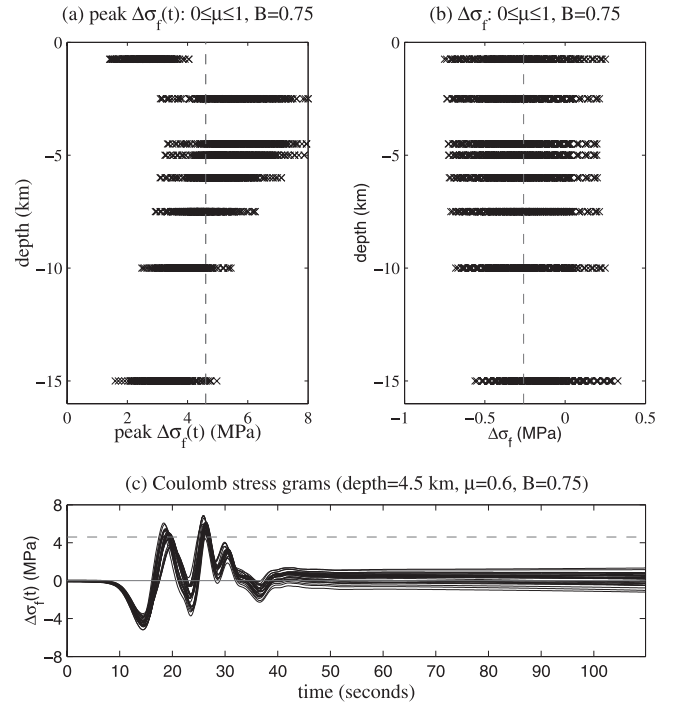 (a) peak Δσf(t): 0≤μ≤1, B=0.75
(b) Δσf: 0≤μ≤1, B=0.75
0
−5
−10
−15
depth (km)
0 2 4 6 8
peak Δσf(t) (MPa)
0
−5
−10
−15
depth (km)
−1 −0.5 0 0.5
Δσf (MPa)
(c) Coulomb stress grams (depth=4.5 km, μ=0.6, B=0.75)
8
4
0
−4
−8
Δσf(t) (MPa)
0 10 20 30 40 50 60 70 80 90 100
time (seconds)